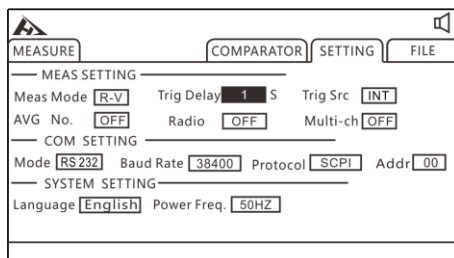 MEASURE COMPARATOR SETTING FILE
MEAS SETTING
Meas Mode R-V Trig Delay 1 S Trig Src INT
AVG No. OFF Radio OFF Multi-ch OFF
COM SETTING
Mode RS232 Baud Rate 38400 Protocol SCPI Addr 00
SYSTEM SETTING
Language English Power Freq. 50HZ